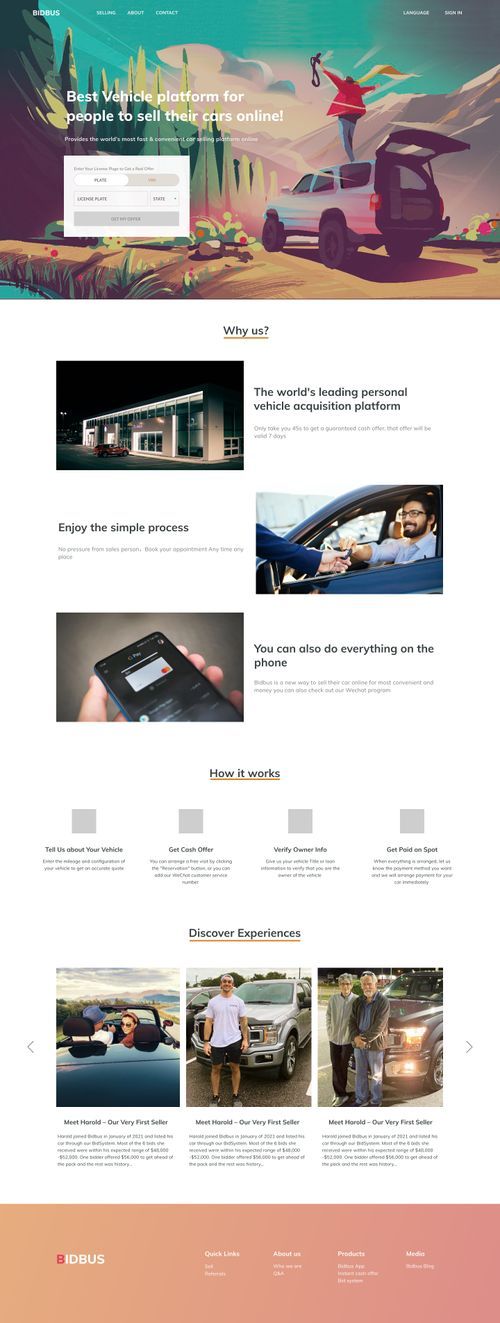 BIDBUS
SELLING
ABOUT
CONTACT
LANGUAGE
SIGN IN
Best Vehicle platform for
people to sell their cars online!
Provides the world's most fast & convenient car selling platform online
Enter Your License Plage to Get a Real Offer
PLATE
VIN
LICENSE PLATE
STATE
GET MY OFFER
Why us?
The world's leading personal
vehicle acquisition platform
Only take you 45s to get a guaranteed cash offer, that offer will be
valid 7 days
Enjoy the simple process
No pressure from sales person, Book your appointment Any time any
place
Pay
You can also do everything on the
phone
Bidbus is a new way to sell their car online for most convenient and
money you can also check out our Wechat program
How it works
Tell Us about Your Vehicle
Enter the mileage and configuration of
your vehicle to get an accurate quote
Get Cash Offer
You can arrange a free visit by clicking
the "Reservation" button, or you can
add our WeChat customer service
number
Verify Owner Info
Give us your vehicle Title or loan
information to verify that you are the
owner of the vehicle
Get Paid on Spot
When everything is arranged, let us
know the payment method you want
and we will arrange payment for your
car immediately
Discover Experiences
Meet Harold – Our Very First Seller
Harold joined Bidbus in January of 2021 and listed his
car through our BidSystem. Most of the 6 bids she
received were within his expected range of $48,000
-$52,000. One bidder offered $56,000 to get ahead of
the pack and the rest was history...
Meet Harold – Our Very First Seller
Harold joined Bidbus in January of 2021 and listed his
car through our BidSystem. Most of the 6 bids she
received were within his expected range of $48,000
-$52,000. One bidder offered $56,000 to get ahead of
the pack and the rest was history...
Meet Harold – Our Very First Seller
Harold joined Bidbus in January of 2021 and listed his
car through our BidSystem. Most of the 6 bids she
received were within his expected range of $48,000
-$52,000. One bidder offered $56,000 to get ahead of
the pack and the rest was history...
BIDBUS
Quick Links
Sell
Referrals
About us
Who we are
Q&A
Products
Bidbus App
Instant cash offer
Bid system
Media
Bidbus Blog